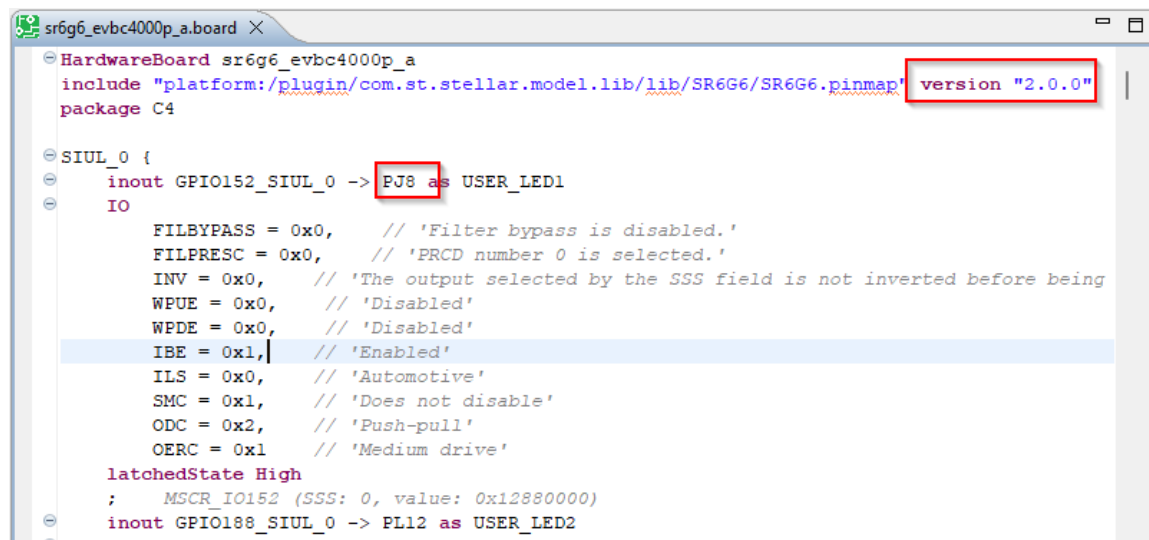 sr6g6_evbc4000p_a.board
HardwareBoard sr6g6_evbc4000p_a
include "platform:/plugin/com.st.stellar.model.lib/lib/SR6G6/SR6G6.pinmap" version "2.0.0"
package C4
SIUL_0 {
inout GPIO152_SIUL_0 -> PJ8 as USER_LED1
IO
FILBYPASS = 0x0, // 'Filter bypass is disabled.'
FILPRESC = 0x0, // 'PRCD number 0 is selected.'
INV = 0x0, // 'The output selected by the SSS field is not inverted before being
WPUE = 0x0, // 'Disabled'
WPDE = 0x0, // 'Disabled'
IBE = 0x1, // 'Enabled'
ILS = 0x0, // 'Automotive'
SMC = 0x1, // 'Does not disable'
ODC = 0x2, // 'Push-pull'
OERC = 0x1 // 'Medium drive'
latchedState High
; MSCR_IO152 (SSS: 0, value: 0x12880000)
inout GPIO188_SIUL_0 -> PL12 as USER_LED2